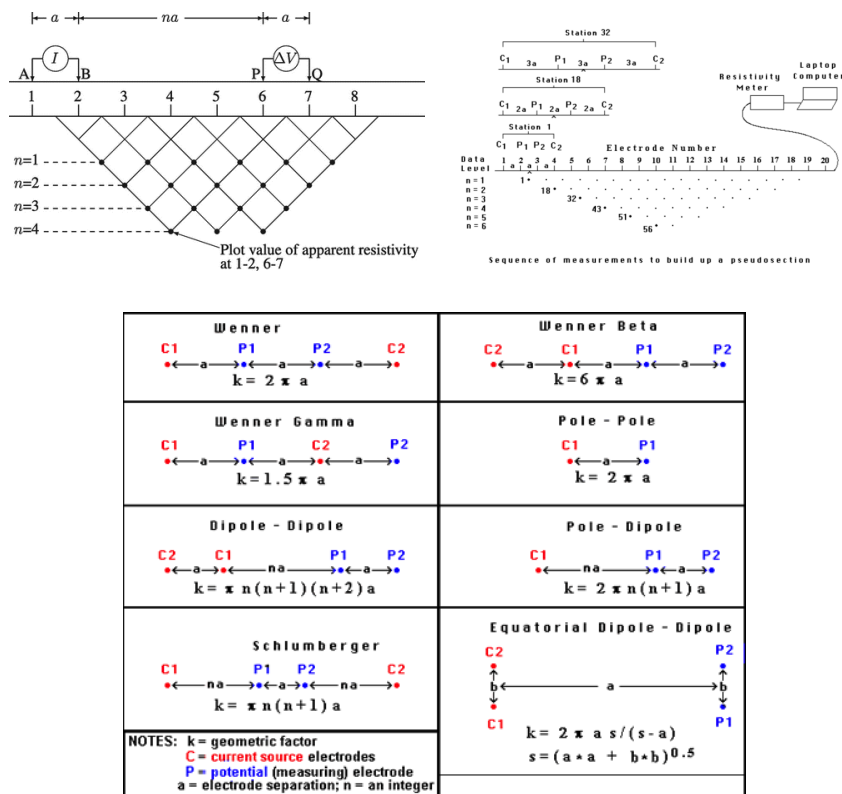 a na a
I ΔV
A B P Q
1 2 3 4 5 6 7 8
n=1
n=2
n=3
n=4
Plot value of apparent resistivity
at 1-2, 6-7
Station 32
C1 3a P1 3a P2 3a C2
Station 18
C1 2a P1 2a P2 2a C2
Station 1
C1 P1 P2 C2
Laptop
Computer
Resistivity
Meter
Electrode Number
Data
Level
1 2 3 4 5 6 7 8 9 10 11 12 13 14 15 16 17 18 19 20
a a a
n = 1 1
n = 2 18
n = 3 32
n = 4 43
n = 5 51
n = 6 56
Sequence of measurements to build up a pseudosection
Wenner
C1 P1 P2 C2
a a a
k = 2 π a
Wenner Beta
C2 C1 P1 P2
a a a
k = 6 π a
Wenner Gamma
C1 P1 C2 P2
a a a
k = 1.5 π a
Pole - Pole
C1 P1
a
k = 2 π a
Dipole - Dipole
C2 C1 P1 P2
a na a
k = π n(n+1)(n+2)a
Pole - Dipole
C1 P1 P2
na a
k = 2 π n(n+1)a
Schlumberger
C1 P1 P2 C2
na a na
k = π n(n+1)a
Equatorial Dipole - Dipole
C2 P2
b a b
C1 P1
k = 2 π a s/(s-a)
s=(a*a + b*b)^0.5
NOTES: k = geometric factor
C = current source electrodes
P = potential (measuring) electrode
a = electrode separation; n = an integer